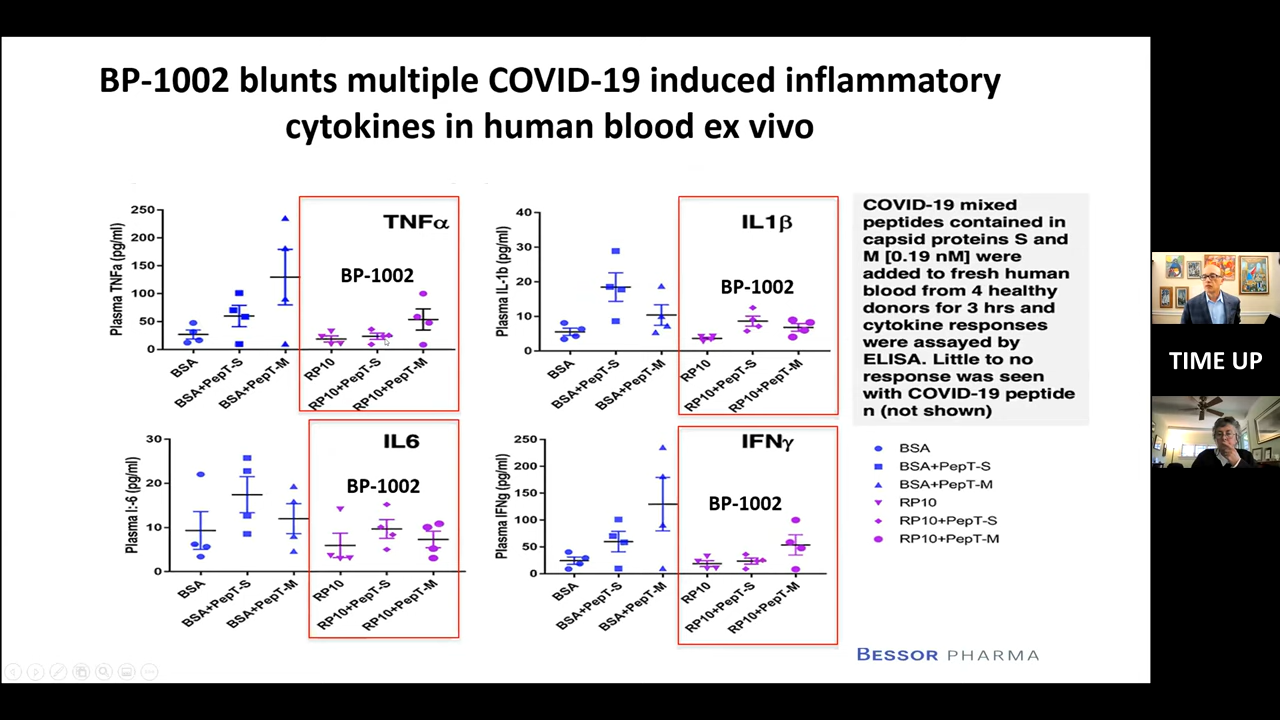 BP-1002 blunts multiple COVID-19 induced inflammatory
cytokines in human blood ex vivo
TNFα
BP-1002
Plasma TNFa (pg/ml)
250
200
150
100
50
0
BSA
BSA+PepT-S
BSA+PepT-M
RP10
RP10+PepT-S
RP10+PepT-M
IL1β
BP-1002
Plasma IL-1b (pg/ml)
40
30
20
10
0
BSA
BSA+PepT-S
BSA+PepT-M
RP10
RP10+PepT-S
RP10+PepT-M
COVID-19 mixed
peptides contained in
capsid proteins S and
M [0.19 nM] were
added to fresh human
blood from 4 healthy
donors for 3 hrs and
cytokine responses
were assayed by
ELISA. Little to no
response was seen
with COVID-19 peptide
n (not shown)
IL6
BP-1002
Plasma I:-6 (pg/ml)
30
20
10
0
BSA
BSA+PepT-S
BSA+PepT-M
RP10
RP10+PepT-S
RP10+PepT-M
IFNγ
BP-1002
Plasma IFNg (pg/ml)
250
200
150
100
50
0
BSA
BSA+PepT-S
BSA+PepT-M
RP10
RP10+PepT-S
RP10+PepT-M
BSA
BSA+PepT-S
BSA+PepT-M
RP10
RP10+PepT-S
RP10+PepT-M
BESSOR PHARMA
TIME UP